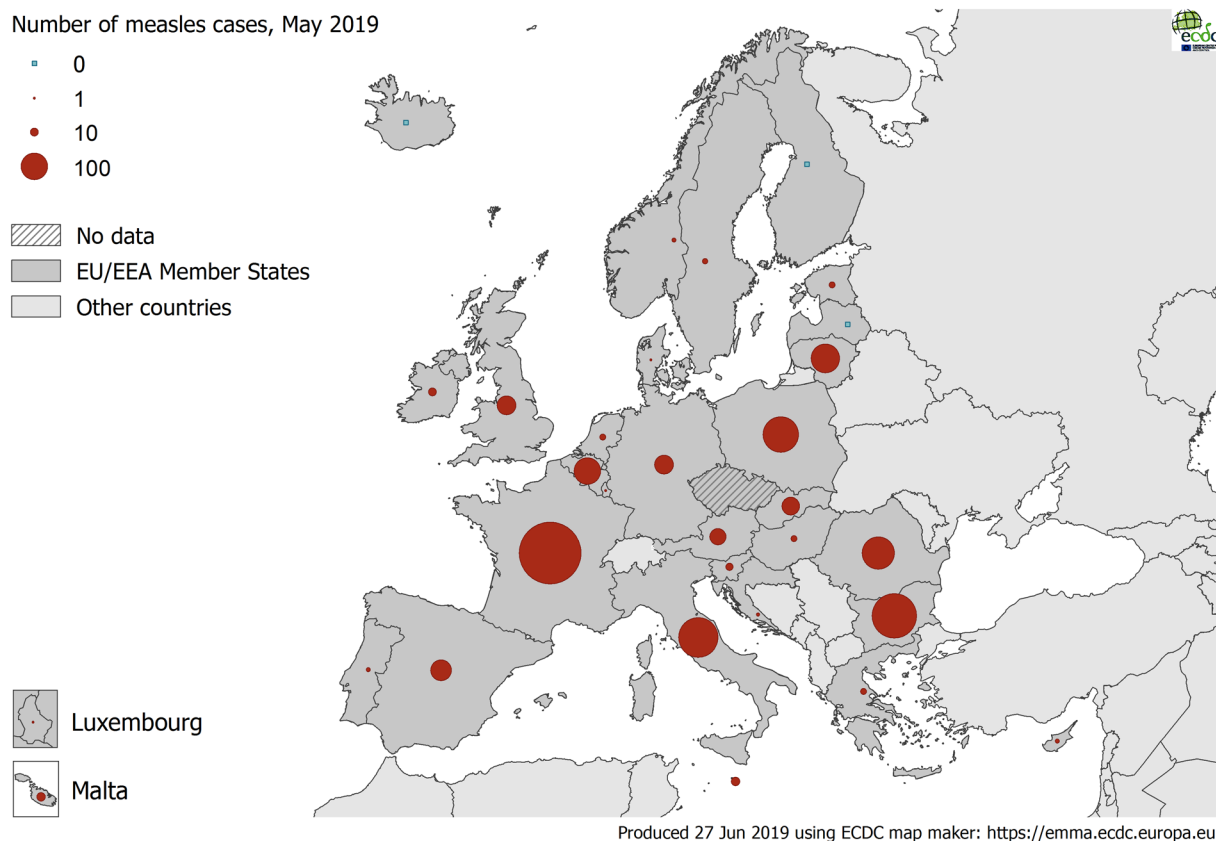 Number of measles cases, May 2019
0
1
10
100
No data
EU/EEA Member States
Other countries
Luxembourg
Malta
ecdc
Produced 27 Jun 2019 using ECDC map maker: https://emma.ecdc.europa.eu